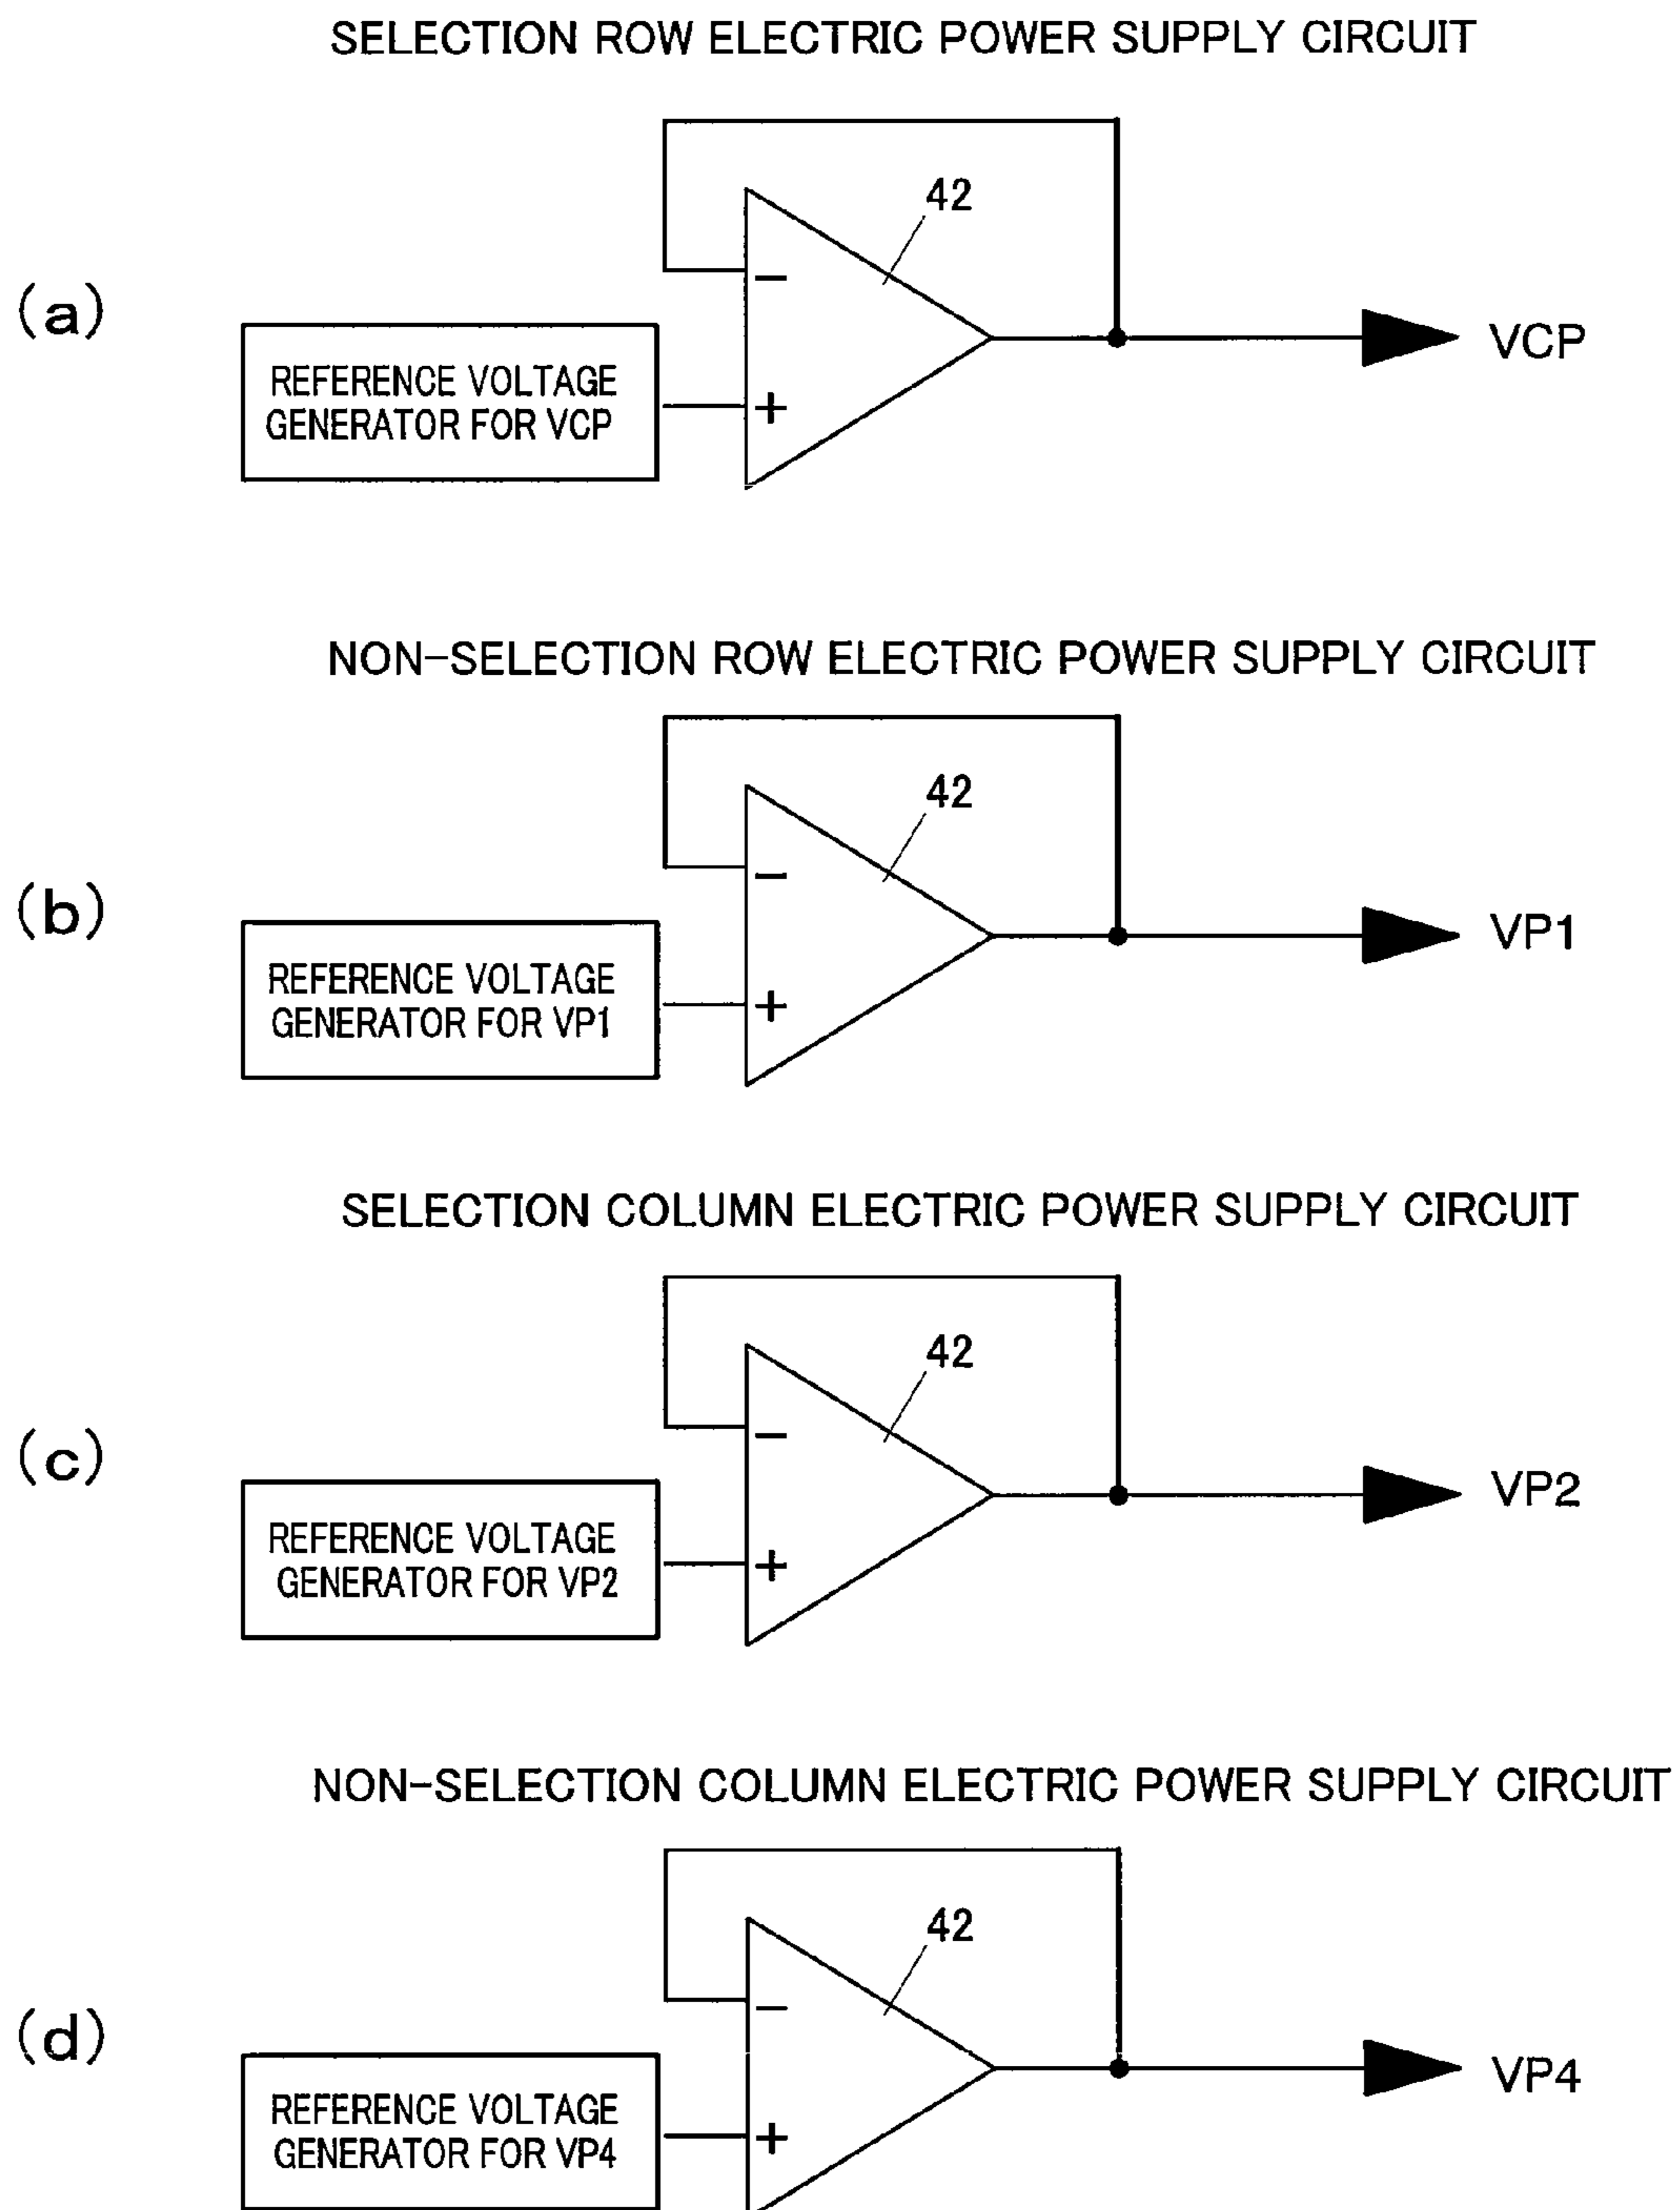 SELECTION ROW ELECTRIC POWER SUPPLY CIRCUIT
42
(a)
−
VCP
REFERENCE VOLTAGE
GENERATOR FOR VCP
+
NON−SELECTION ROW ELECTRIC POWER SUPPLY CIRCUIT
42
(b)
−
VP1
REFERENCE VOLTAGE
GENERATOR FOR VP1
+
SELECTION COLUMN ELECTRIC POWER SUPPLY CIRCUIT
42
(c)
−
VP2
REFERENCE VOLTAGE
GENERATOR FOR VP2
+
NON−SELECTION COLUMN ELECTRIC POWER SUPPLY CIRCUIT
42
(d)
−
VP4
REFERENCE VOLTAGE
GENERATOR FOR VP4
+